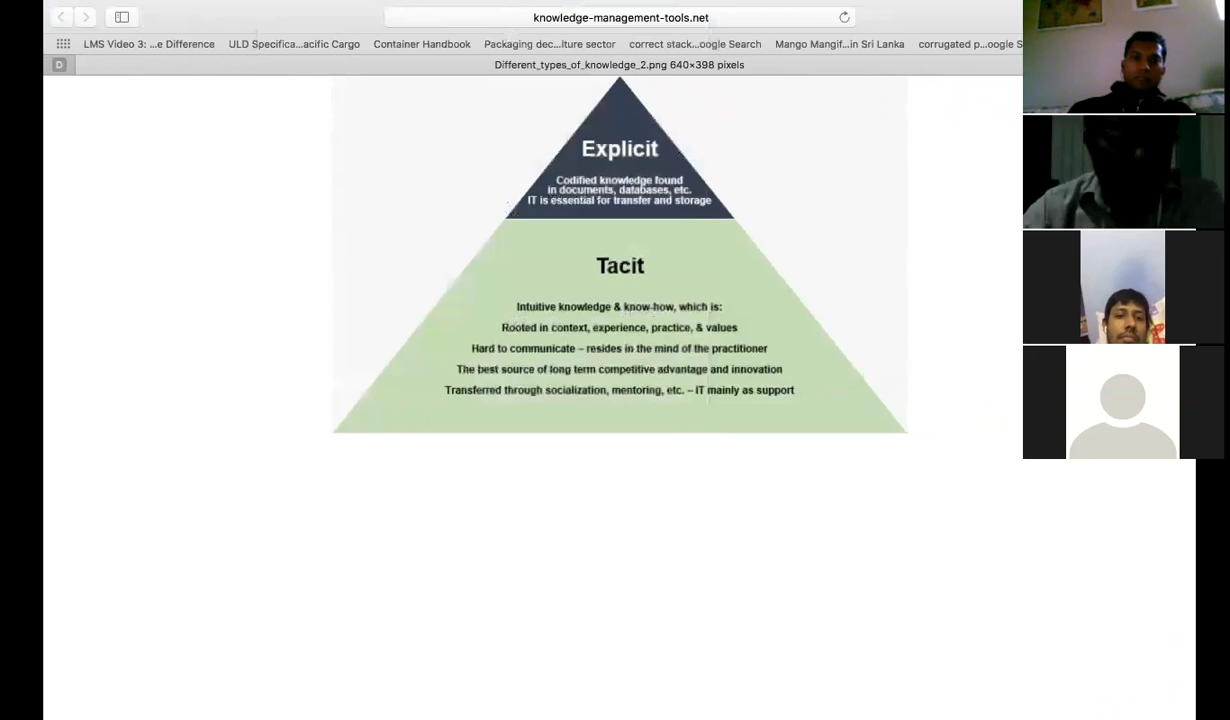 knowledge-management-tools.net
LMS Video 3: ...e Difference
ULD Specifica...acific Cargo
Container Handbook
Packaging dec...lture sector
correct stack...oogle Search
Mango Mangif...in Sri Lanka
corrugated p...oogle S
D
Different_types_of_knowledge_2.png 640×398 pixels
Explicit
Codified knowledge found
in documents, databases, etc.
IT is essential for transfer and storage
Tacit
Intuitive knowledge & know-how, which is:
Rooted in context, experience, practice, & values
Hard to communicate – resides in the mind of the practitioner
The best source of long term competitive advantage and innovation
Transferred through socialization, mentoring, etc. – IT mainly as support